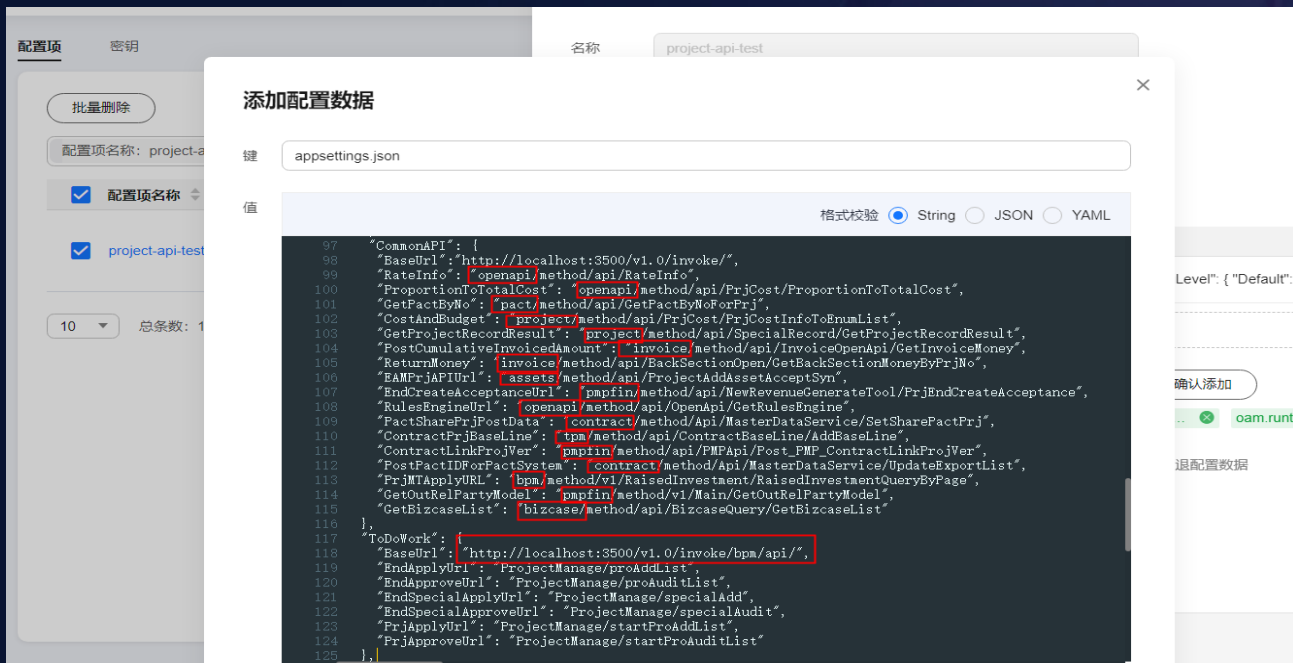 配置项 密钥
名称 project-api-test
批量删除
配置项名称: project-a
配置项名称
project-api-test
10 总条数: 1
添加配置数据
键 appsettings.json
值
格式校验 String JSON YAML
97 "CommonAPI": {
98 "BaseUrl":"http://localhost:3500/v1.0/invoke/",
99 "RateInfo": "openapi/method/api/RateInfo",
100 "ProportionToTotalCost": "openapi/method/api/PrjCost/ProportionToTotalCost",
101 "GetPactByNo": "pact/method/api/GetPactByNoForPrj",
102 "CostAndBudget": "project/method/api/PrjCost/PrjCostInfoToEnumList",
103 "GetProjectRecordResult": "project/method/api/SpecialRecord/GetProjectRecordResult",
104 "PostCumulativeInvoicedAmount": "invoice/method/api/InvoiceOpenApi/GetInvoiceMoney",
105 "ReturnMoney": "invoice/method/api/BackSectionOpen/GetBackSectionMoneyByPrjNo",
106 "EAMPrjAPIUrl": "assets/method/api/ProjectAddAssetAcceptSyn",
107 "EndCreateAcceptanceUrl": "pmpfin/method/api/NewRevenueGenerateTool/PrjEndCreateAcceptance",
108 "RulesEngineUrl": "openapi/method/api/OpenApi/GetRulesEngine",
109 "PactSharePrjPostData": "contract/method/Api/MasterDataService/SetSharePactPrj",
110 "ContractPrjBaseLine": "tpm/method/api/ContractBaseLine/AddBaseLine",
111 "ContractLinkProjVer": "pmpfin/method/api/PMPApi/Post_PMP_ContractLinkProjVer",
112 "PostPactIDForPactSystem": "contract/method/Api/MasterDataService/UpdateExportList",
113 "PrjMTApplyURL": "bpm/method/v1/RaisedInvestment/RaisedInvestmentQueryByPage",
114 "GetOutRelPartyModel": "pmpfin/method/v1/Main/GetOutRelPartyModel",
115 "GetBizcaseList": "bizcase/method/api/BizcaseQuery/GetBizcaseList"
116 },
117 "ToDoWork": {
118 "BaseUrl": "http://localhost:3500/v1.0/invoke/bpm/api/",
119 "EndApplyUrl": "ProjectManage/proAddList",
120 "EndApproveUrl": "ProjectManage/proAuditList",
121 "EndSpecialApplyUrl": "ProjectManage/specialAdd",
122 "EndSpecialApproveUrl": "ProjectManage/specialAudit",
123 "PrjApplyUrl": "ProjectManage/startProAddList",
124 "PrjApproveUrl": "ProjectManage/startProAuditList"
125 },
Level": { "Default":
确认添加
.. oam.runt
退配置数据